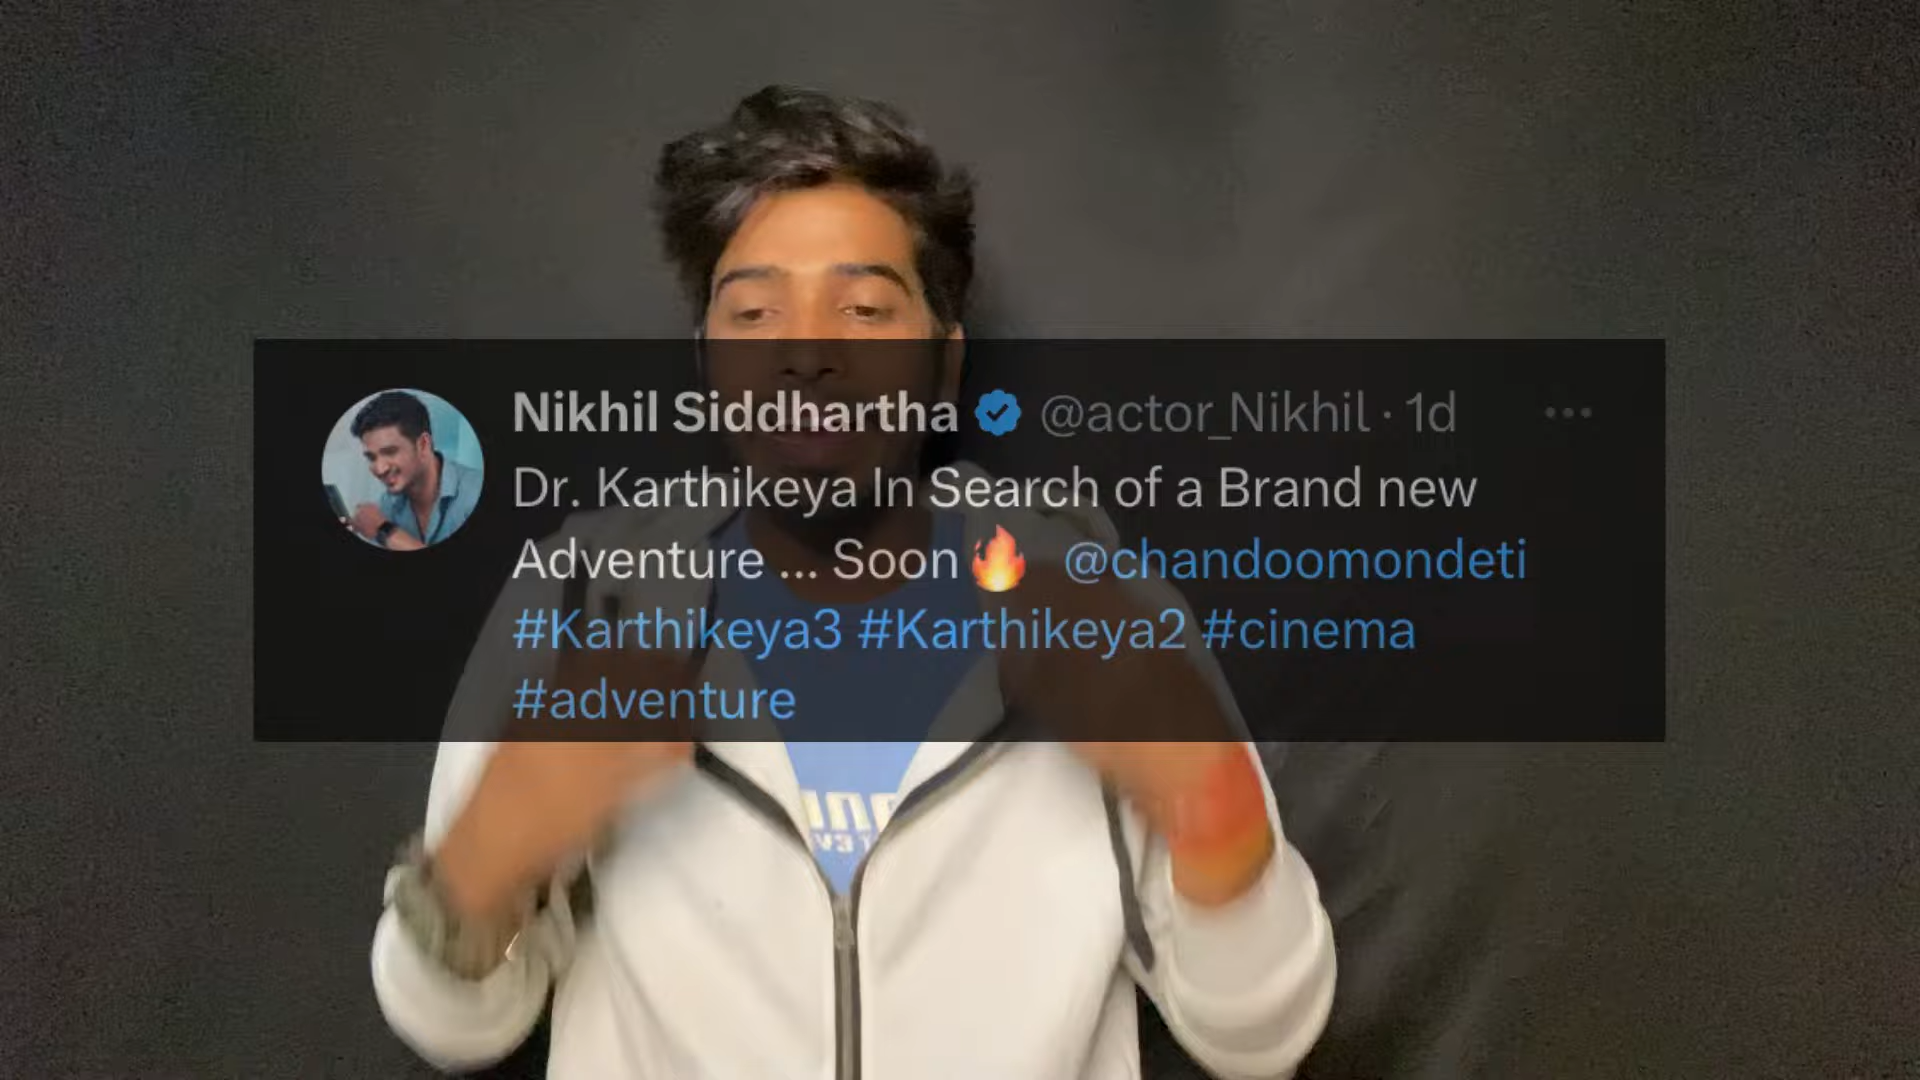 Nikhil Siddhartha @actor_Nikhil · 1d
Dr. Karthikeya In Search of a Brand new
Adventure ... Soon🔥 @chandoomondeti
#Karthikeya3 #Karthikeya2 #cinema
#adventure